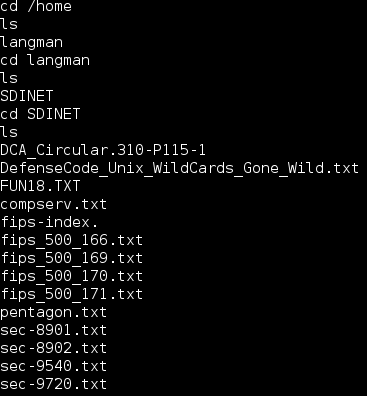 cd /home
ls
langman
cd langman
ls
SDINET
cd SDINET
ls
DCA_Circular.310-P115-1
DefenseCode_Unix_WildCards_Gone_Wild.txt
FUN18.TXT
compserv.txt
fips-index.
fips_500_166.txt
fips_500_169.txt
fips_500_170.txt
fips_500_171.txt
pentagon.txt
sec-8901.txt
sec-8902.txt
sec-9540.txt
sec-9720.txt